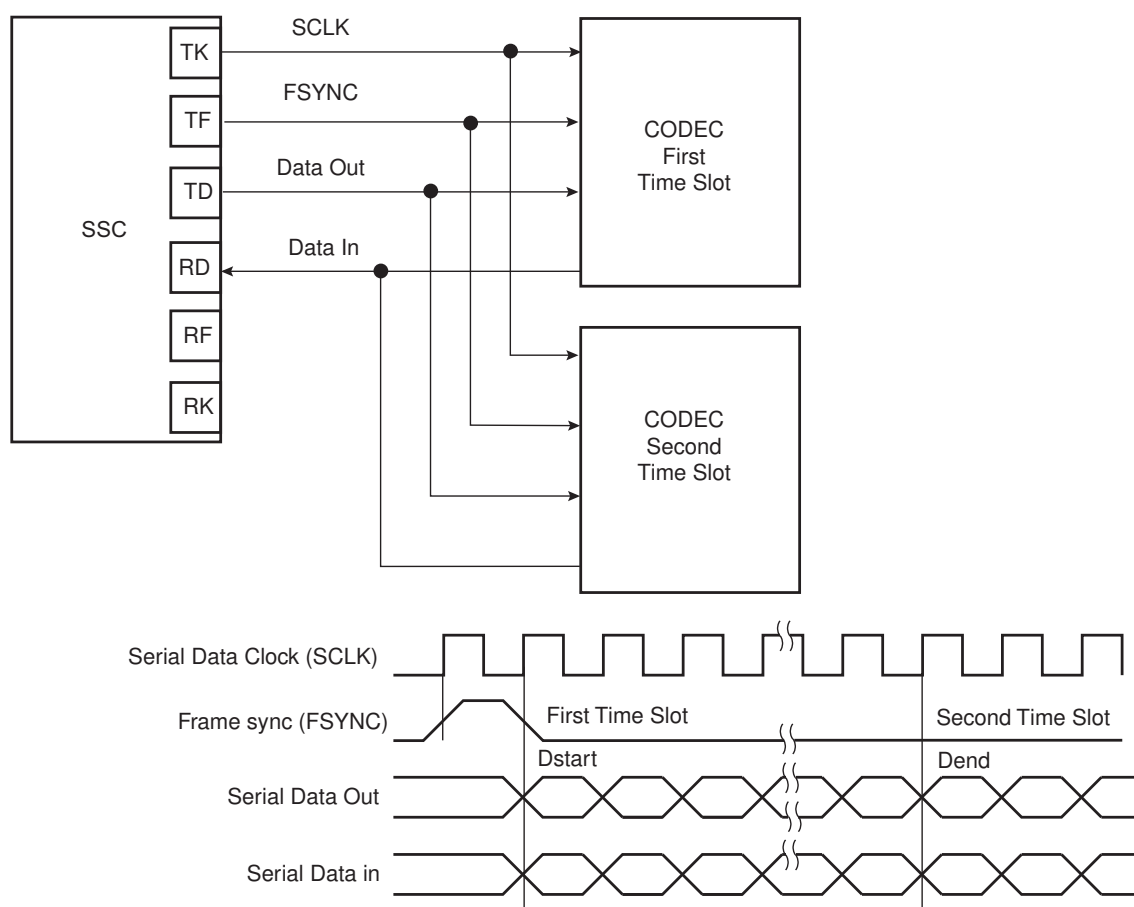 SSC
TK
TF
TD
RD
RF
RK
SCLK
FSYNC
Data Out
Data In
CODEC
First
Time Slot
CODEC
Second
Time Slot
Serial Data Clock (SCLK)
Frame sync (FSYNC)
First Time Slot
Second Time Slot
Dstart
Dend
Serial Data Out
Serial Data in